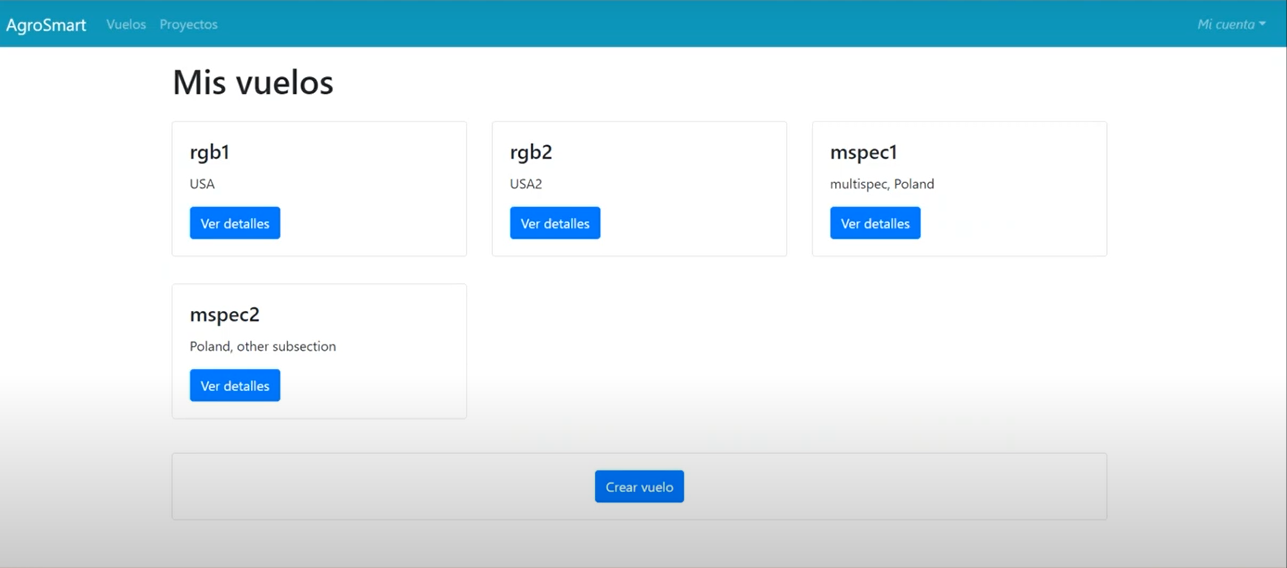 AgroSmart Vuelos Proyectos Mi cuenta
Mis vuelos
rgb1
USA
Ver detalles
rgb2
USA2
Ver detalles
mspec1
multispec, Poland
Ver detalles
mspec2
Poland, other subsection
Ver detalles
Crear vuelo